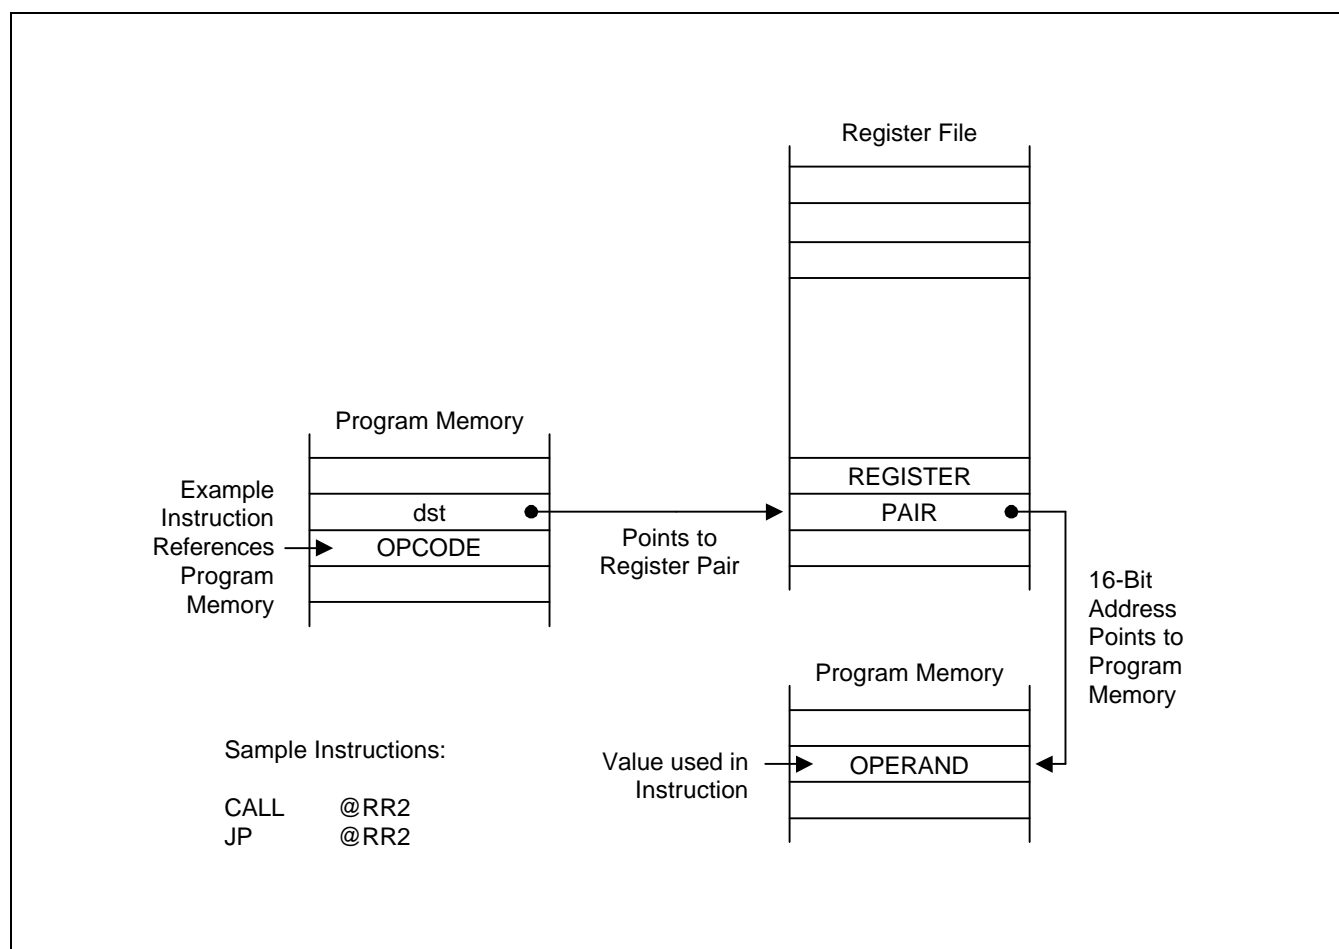 Register File
Program Memory
REGISTER
PAIR
dst
OPCODE
Example
Instruction
References
Program
Memory
Points to
Register Pair
16-Bit
Address
Points to
Program
Memory
Program Memory
OPERAND
Value used in
Instruction
Sample Instructions:
CALL @RR2
JP @RR2